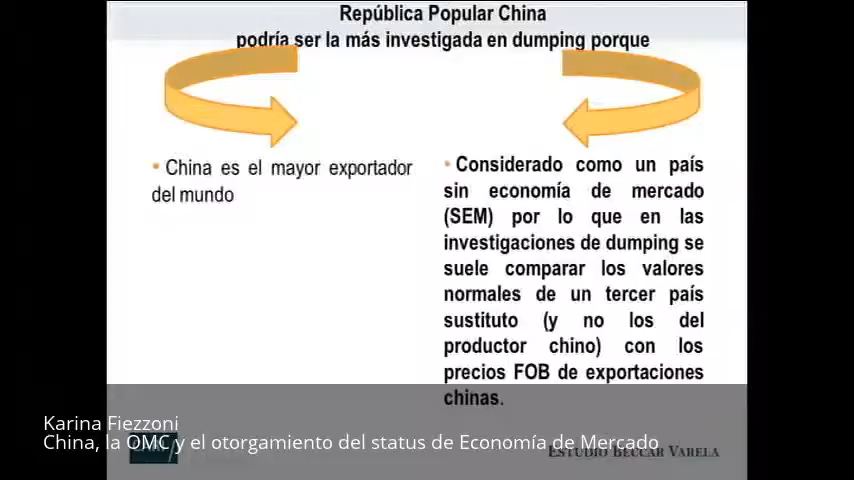 República Popular China
podría ser la más investigada en dumping porque
• China es el mayor exportador
del mundo
• Considerado como un país
sin economía de mercado
(SEM) por lo que en las
investigaciones de dumping se
suele comparar los valores
normales de un tercer país
sustituto (y no los del
productor chino) con los
precios FOB de exportaciones
chinas.
Karina Fiezzoni
China, la OMC y el otorgamiento del status de Economía de Mercado
ESTUDIO BECCAR VARELA